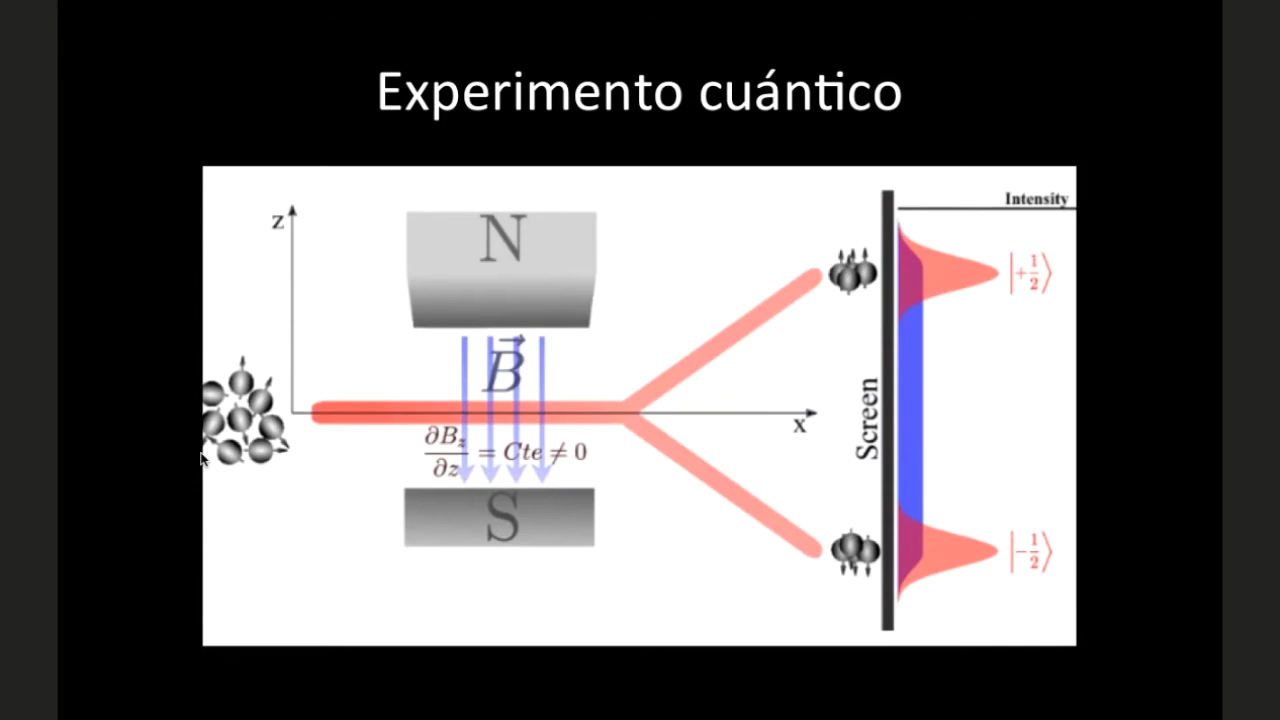 Experimento cuántico
Intensity
z
N
|+1/2⟩
B⃗
Screen
x
∂B_z/∂z = Cte ≠ 0
S
|−1/2⟩